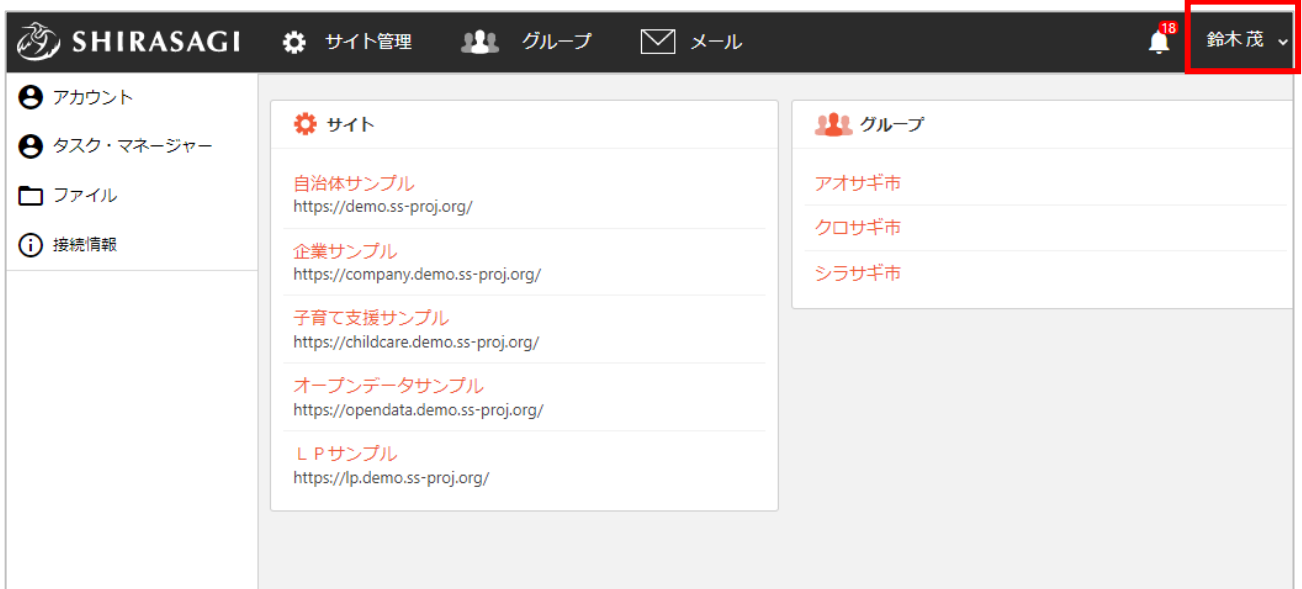 SHIRASAGI サイト管理 グループ メール 18 鈴木 茂
アカウント
タスク・マネージャー
ファイル
接続情報
サイト
自治体サンプル
https://demo.ss-proj.org/
企業サンプル
https://company.demo.ss-proj.org/
子育て支援サンプル
https://childcare.demo.ss-proj.org/
オープンデータサンプル
https://opendata.demo.ss-proj.org/
ＬＰサンプル
https://lp.demo.ss-proj.org/
グループ
アオサギ市
クロサギ市
シラサギ市